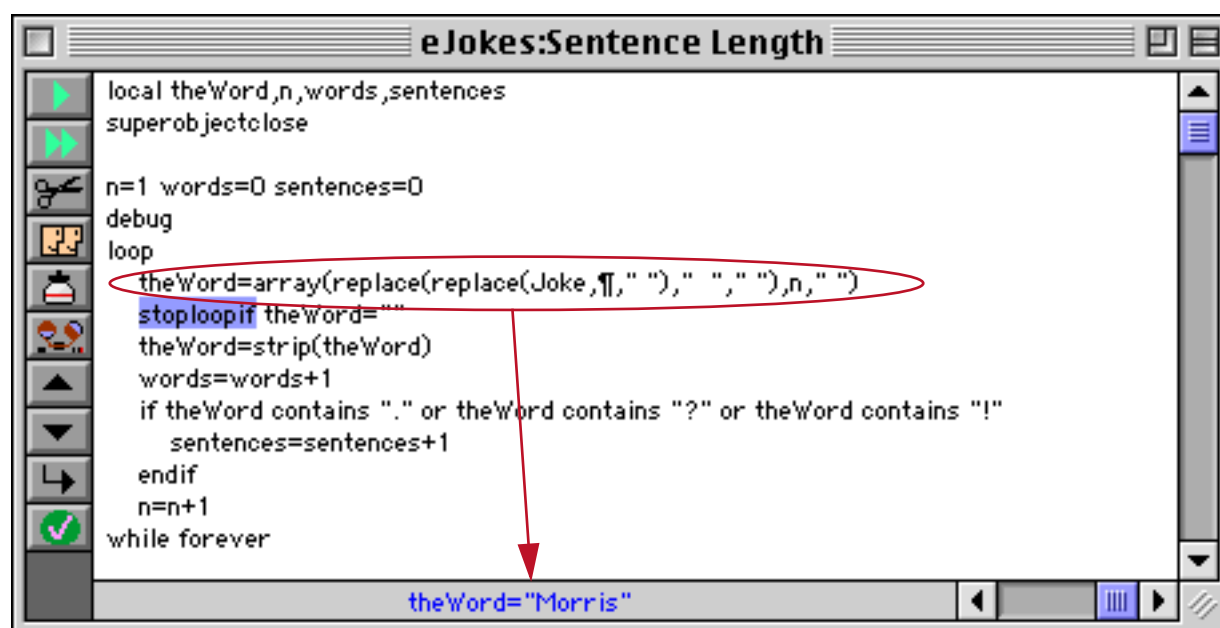 eJokes:Sentence Length
local theWord,n,words,sentences
superobjectclose
n=1 words=0 sentences=0
debug
loop
theWord=array(replace(replace(Joke,¶," "),"  "," "),n," ")
stoploopif theWord=""
theWord=strip(theWord)
words=words+1
if theWord contains "." or theWord contains "?" or theWord contains "!"
sentences=sentences+1
endif
n=n+1
while forever
theWord="Morris"